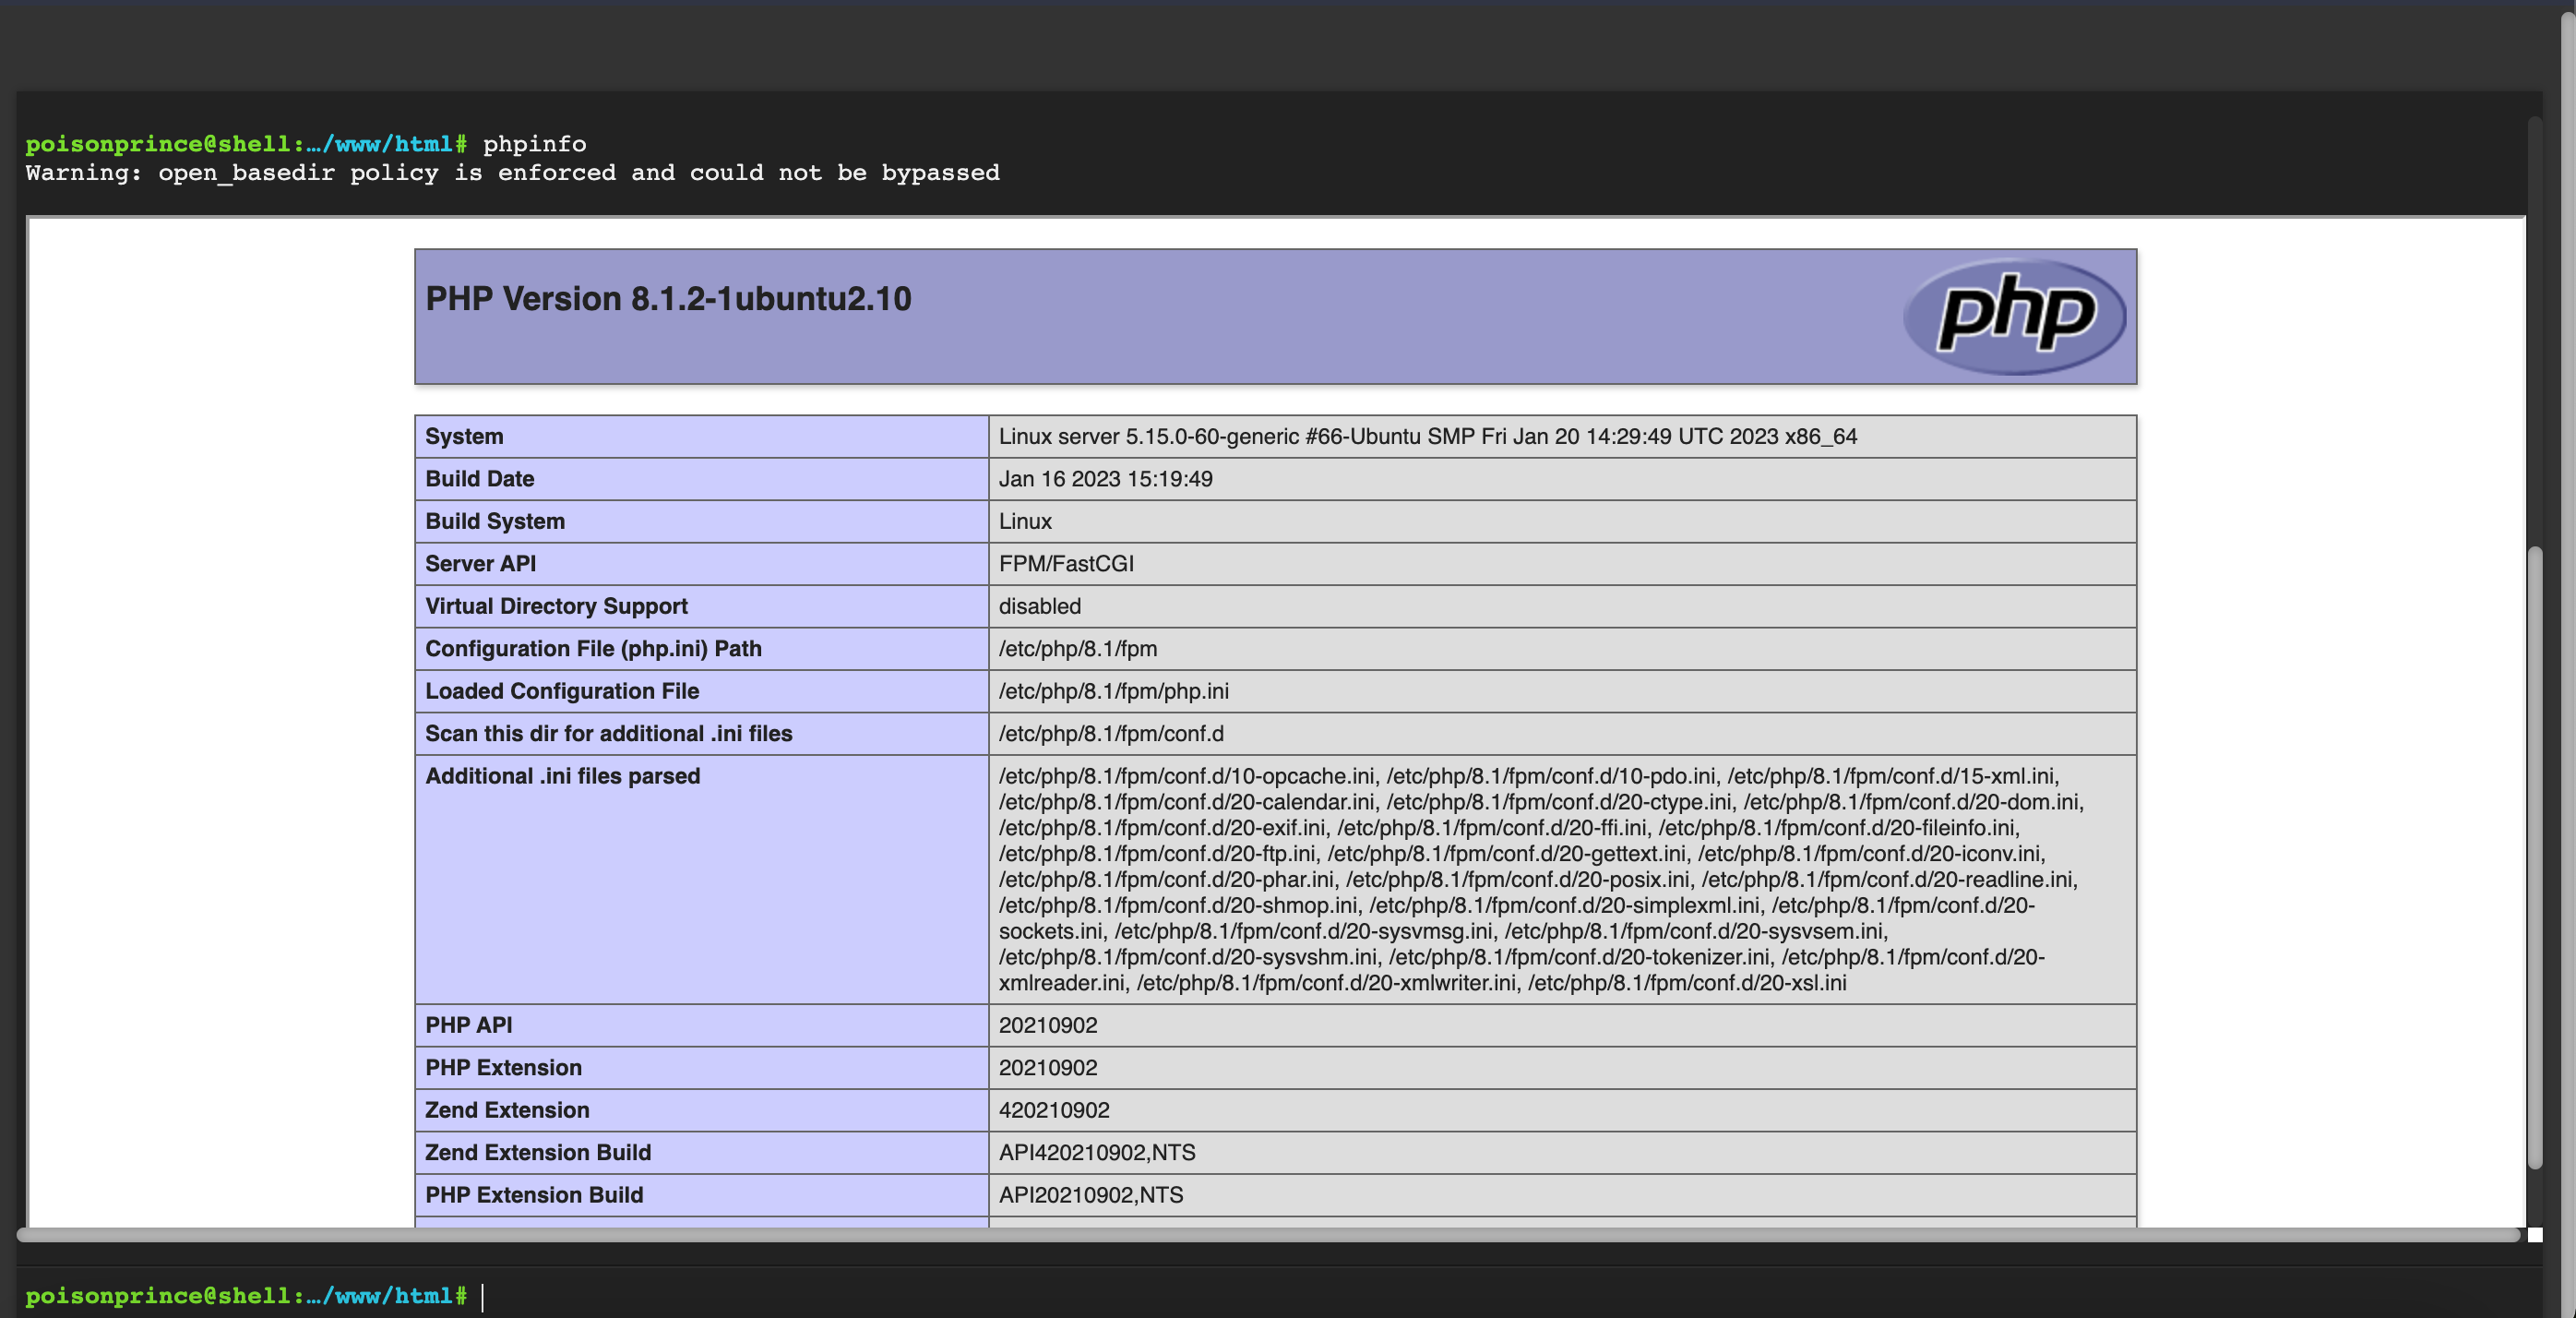 poisonprince@shell:…/www/html# phpinfo
Warning: open_basedir policy is enforced and could not be bypassed
PHP Version 8.1.2-1ubuntu2.10
php
System Linux server 5.15.0-60-generic #66-Ubuntu SMP Fri Jan 20 14:29:49 UTC 2023 x86_64
Build Date Jan 16 2023 15:19:49
Build System Linux
Server API FPM/FastCGI
Virtual Directory Support disabled
Configuration File (php.ini) Path /etc/php/8.1/fpm
Loaded Configuration File /etc/php/8.1/fpm/php.ini
Scan this dir for additional .ini files /etc/php/8.1/fpm/conf.d
Additional .ini files parsed /etc/php/8.1/fpm/conf.d/10-opcache.ini, /etc/php/8.1/fpm/conf.d/10-pdo.ini, /etc/php/8.1/fpm/conf.d/15-xml.ini,
/etc/php/8.1/fpm/conf.d/20-calendar.ini, /etc/php/8.1/fpm/conf.d/20-ctype.ini, /etc/php/8.1/fpm/conf.d/20-dom.ini,
/etc/php/8.1/fpm/conf.d/20-exif.ini, /etc/php/8.1/fpm/conf.d/20-ffi.ini, /etc/php/8.1/fpm/conf.d/20-fileinfo.ini,
/etc/php/8.1/fpm/conf.d/20-ftp.ini, /etc/php/8.1/fpm/conf.d/20-gettext.ini, /etc/php/8.1/fpm/conf.d/20-iconv.ini,
/etc/php/8.1/fpm/conf.d/20-phar.ini, /etc/php/8.1/fpm/conf.d/20-posix.ini, /etc/php/8.1/fpm/conf.d/20-readline.ini,
/etc/php/8.1/fpm/conf.d/20-shmop.ini, /etc/php/8.1/fpm/conf.d/20-simplexml.ini, /etc/php/8.1/fpm/conf.d/20-
sockets.ini, /etc/php/8.1/fpm/conf.d/20-sysvmsg.ini, /etc/php/8.1/fpm/conf.d/20-sysvsem.ini,
/etc/php/8.1/fpm/conf.d/20-sysvshm.ini, /etc/php/8.1/fpm/conf.d/20-tokenizer.ini, /etc/php/8.1/fpm/conf.d/20-
xmlreader.ini, /etc/php/8.1/fpm/conf.d/20-xmlwriter.ini, /etc/php/8.1/fpm/conf.d/20-xsl.ini
PHP API 20210902
PHP Extension 20210902
Zend Extension 420210902
Zend Extension Build API420210902,NTS
PHP Extension Build API20210902,NTS
poisonprince@shell:…/www/html#